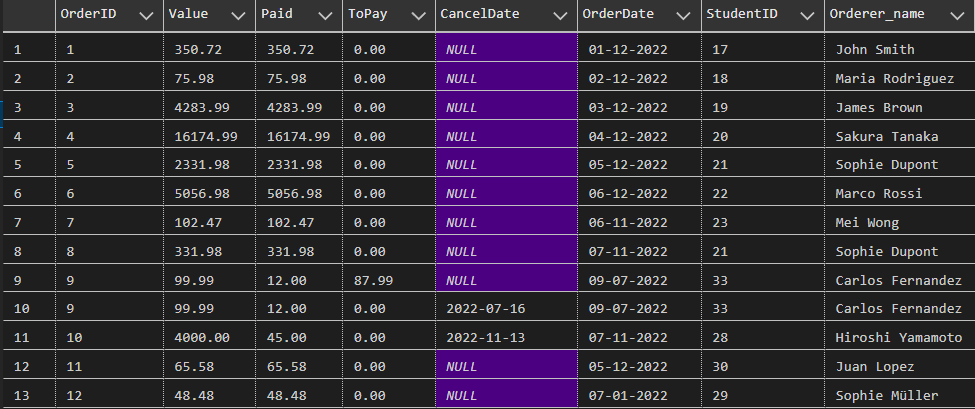 OrderID Value Paid ToPay CancelDate OrderDate StudentID Orderer_name
1 1 350.72 350.72 0.00 NULL 01-12-2022 17 John Smith
2 2 75.98 75.98 0.00 NULL 02-12-2022 18 Maria Rodriguez
3 3 4283.99 4283.99 0.00 NULL 03-12-2022 19 James Brown
4 4 16174.99 16174.99 0.00 NULL 04-12-2022 20 Sakura Tanaka
5 5 2331.98 2331.98 0.00 NULL 05-12-2022 21 Sophie Dupont
6 6 5056.98 5056.98 0.00 NULL 06-12-2022 22 Marco Rossi
7 7 102.47 102.47 0.00 NULL 06-11-2022 23 Mei Wong
8 8 331.98 331.98 0.00 NULL 07-11-2022 21 Sophie Dupont
9 9 99.99 12.00 87.99 NULL 09-07-2022 33 Carlos Fernandez
10 9 99.99 12.00 0.00 2022-07-16 09-07-2022 33 Carlos Fernandez
11 10 4000.00 45.00 0.00 2022-11-13 07-11-2022 28 Hiroshi Yamamoto
12 11 65.58 65.58 0.00 NULL 05-12-2022 30 Juan Lopez
13 12 48.48 48.48 0.00 NULL 07-01-2022 29 Sophie Müller